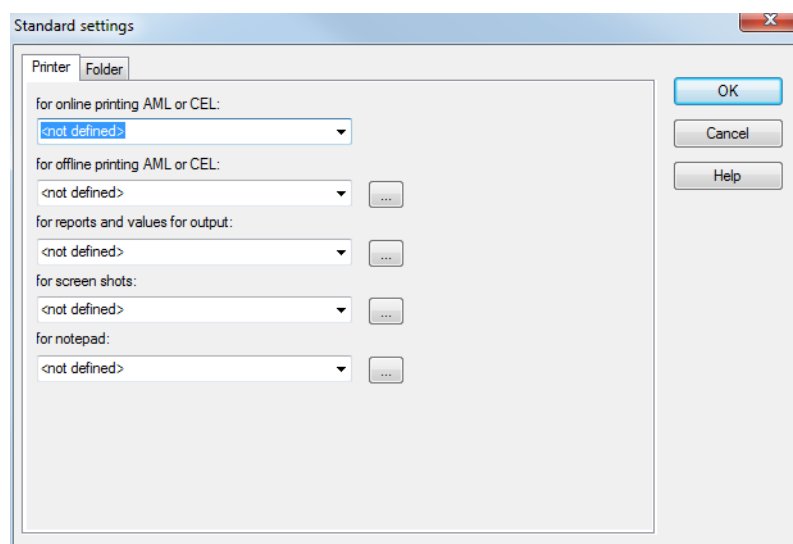 Standard settings
Printer Folder
for online printing AML or CEL:
<not defined>
for offline printing AML or CEL:
<not defined>
...
for reports and values for output:
<not defined>
...
for screen shots:
<not defined>
...
for notepad:
<not defined>
...
OK
Cancel
Help